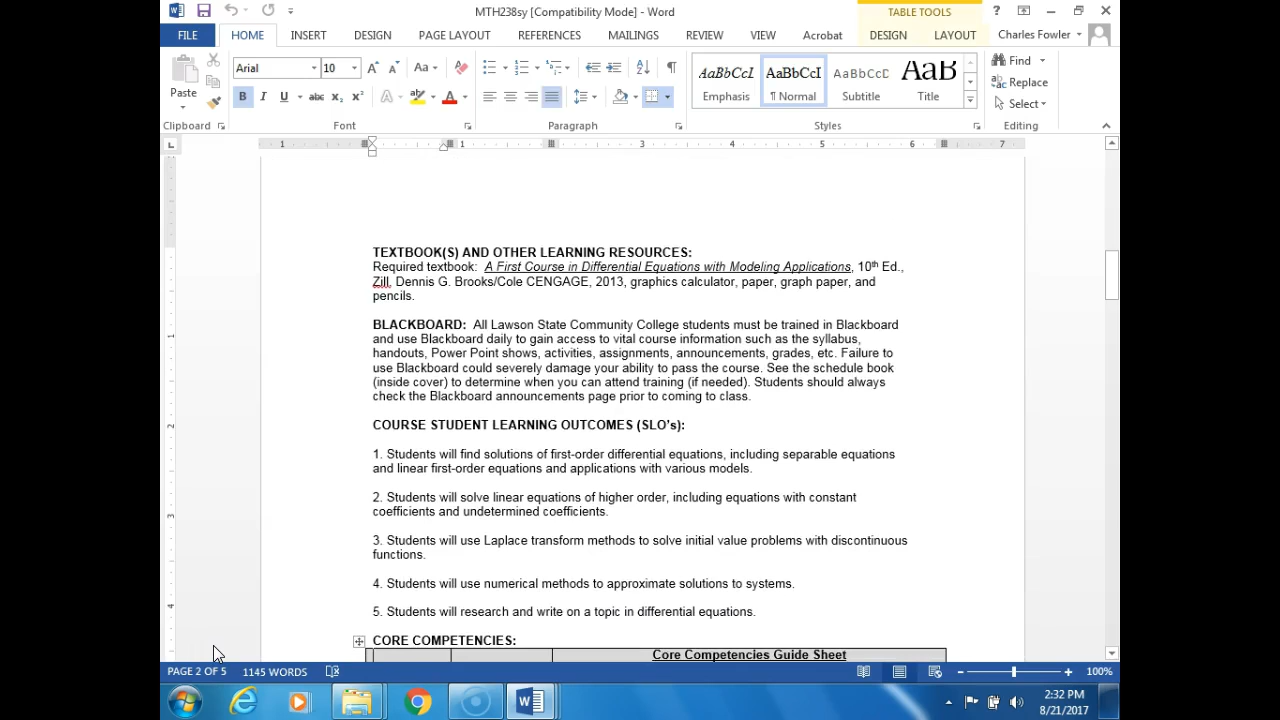 MTH238sy [Compatibility Mode] - Word
TABLE TOOLS
FILE HOME INSERT DESIGN PAGE LAYOUT REFERENCES MAILINGS REVIEW VIEW Acrobat DESIGN LAYOUT Charles Fowler
Arial 10 Aa
AaBbCcI AaBbCcI AaBbCcD AaB
Find
Replace
Select
Paste
Emphasis ¶ Normal Subtitle Title
B I U abc x₂ x² A ab A
Clipboard Font Paragraph Styles Editing
1 1 3 4 5 6 7
TEXTBOOK(S) AND OTHER LEARNING RESOURCES:
Required textbook: A First Course in Differential Equations with Modeling Applications, 10th Ed.,
Zill, Dennis G. Brooks/Cole CENGAGE, 2013, graphics calculator, paper, graph paper, and
pencils.
BLACKBOARD: All Lawson State Community College students must be trained in Blackboard
and use Blackboard daily to gain access to vital course information such as the syllabus,
handouts, Power Point shows, activities, assignments, announcements, grades, etc. Failure to
use Blackboard could severely damage your ability to pass the course. See the schedule book
(inside cover) to determine when you can attend training (if needed). Students should always
check the Blackboard announcements page prior to coming to class.
COURSE STUDENT LEARNING OUTCOMES (SLO's):
1. Students will find solutions of first-order differential equations, including separable equations
and linear first-order equations and applications with various models.
2. Students will solve linear equations of higher order, including equations with constant
coefficients and undetermined coefficients.
3. Students will use Laplace transform methods to solve initial value problems with discontinuous
functions.
4. Students will use numerical methods to approximate solutions to systems.
5. Students will research and write on a topic in differential equations.
CORE COMPETENCIES:
Core Competencies Guide Sheet
PAGE 2 OF 5 1145 WORDS 100%
2:32 PM
8/21/2017